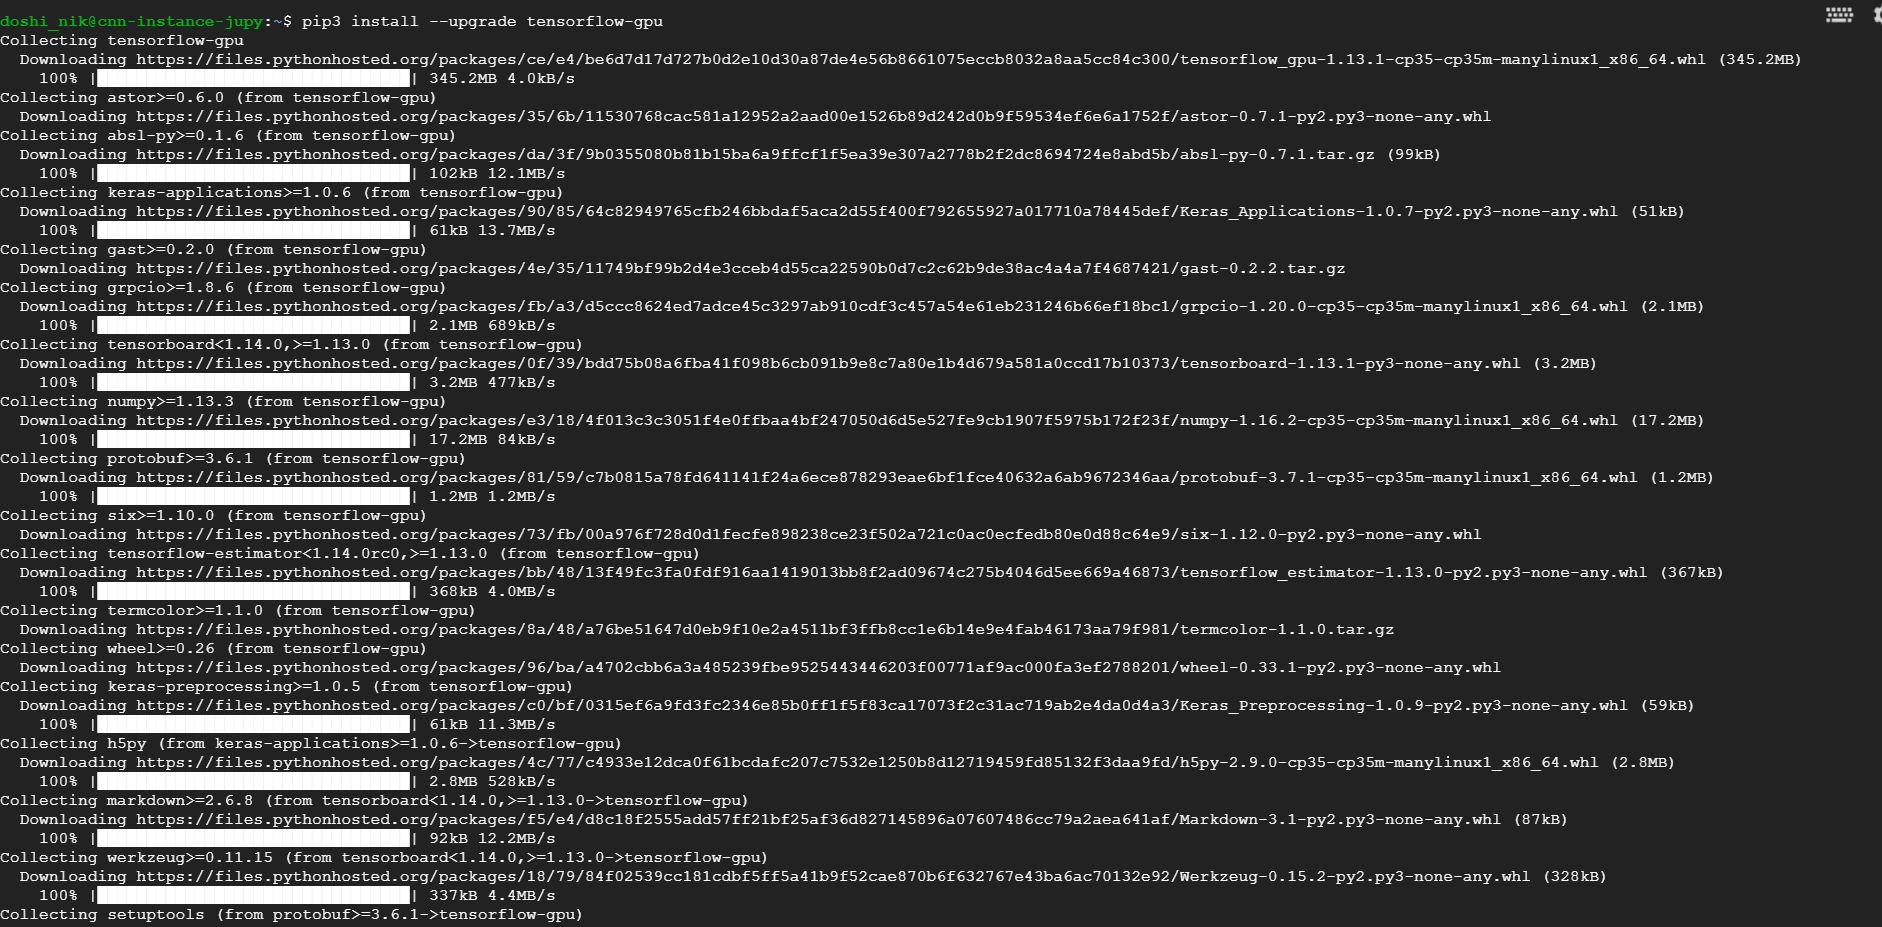 doshi_nik@cnn-instance-jupy:~$ pip3 install --upgrade tensorflow-gpu
Collecting tensorflow-gpu
  Downloading https://files.pythonhosted.org/packages/ce/e4/be6d7d17d727b0d2e10d30a87de4e56b8661075eccb8032a8aa5cc84c300/tensorflow_gpu-1.13.1-cp35-cp35m-manylinux1_x86_64.whl (345.2MB)
    100% |████████████████████████████████| 345.2MB 4.0kB/s
Collecting astor>=0.6.0 (from tensorflow-gpu)
  Downloading https://files.pythonhosted.org/packages/35/6b/11530768cac581a12952a2aad00e1526b89d242d0b9f59534ef6e6a1752f/astor-0.7.1-py2.py3-none-any.whl
Collecting absl-py>=0.1.6 (from tensorflow-gpu)
  Downloading https://files.pythonhosted.org/packages/da/3f/9b0355080b81b15ba6a9ffcf1f5ea39e307a2778b2f2dc8694724e8abd5b/absl-py-0.7.1.tar.gz (99kB)
    100% |████████████████████████████████| 102kB 12.1MB/s
Collecting keras-applications>=1.0.6 (from tensorflow-gpu)
  Downloading https://files.pythonhosted.org/packages/90/85/64c82949765cfb246bbdaf5aca2d55f400f792655927a017710a78445def/Keras_Applications-1.0.7-py2.py3-none-any.whl (51kB)
    100% |████████████████████████████████| 61kB 13.7MB/s
Collecting gast>=0.2.0 (from tensorflow-gpu)
  Downloading https://files.pythonhosted.org/packages/4e/35/11749bf99b2d4e3cceb4d55ca22590b0d7c2c62b9de38ac4a4a7f4687421/gast-0.2.2.tar.gz
Collecting grpcio>=1.8.6 (from tensorflow-gpu)
  Downloading https://files.pythonhosted.org/packages/fb/a3/d5ccc8624ed7adce45c3297ab910cdf3c457a54e61eb231246b66ef18bc1/grpcio-1.20.0-cp35-cp35m-manylinux1_x86_64.whl (2.1MB)
    100% |████████████████████████████████| 2.1MB 689kB/s
Collecting tensorboard<1.14.0,>=1.13.0 (from tensorflow-gpu)
  Downloading https://files.pythonhosted.org/packages/0f/39/bdd75b08a6fba41f098b6cb091b9e8c7a80e1b4d679a581a0ccd17b10373/tensorboard-1.13.1-py3-none-any.whl (3.2MB)
    100% |████████████████████████████████| 3.2MB 477kB/s
Collecting numpy>=1.13.3 (from tensorflow-gpu)
  Downloading https://files.pythonhosted.org/packages/e3/18/4f013c3c3051f4e0ffbaa4bf247050d6d5e527fe9cb1907f5975b172f23f/numpy-1.16.2-cp35-cp35m-manylinux1_x86_64.whl (17.2MB)
    100% |████████████████████████████████| 17.2MB 84kB/s
Collecting protobuf>=3.6.1 (from tensorflow-gpu)
  Downloading https://files.pythonhosted.org/packages/81/59/c7b0815a78fd641141f24a6ece878293eae6bf1fce40632a6ab9672346aa/protobuf-3.7.1-cp35-cp35m-manylinux1_x86_64.whl (1.2MB)
    100% |████████████████████████████████| 1.2MB 1.2MB/s
Collecting six>=1.10.0 (from tensorflow-gpu)
  Downloading https://files.pythonhosted.org/packages/73/fb/00a976f728d0d1fecfe898238ce23f502a721c0ac0ecfedb80e0d88c64e9/six-1.12.0-py2.py3-none-any.whl
Collecting tensorflow-estimator<1.14.0rc0,>=1.13.0 (from tensorflow-gpu)
  Downloading https://files.pythonhosted.org/packages/bb/48/13f49fc3fa0fdf916aa1419013bb8f2ad09674c275b4046d5ee669a46873/tensorflow_estimator-1.13.0-py2.py3-none-any.whl (367kB)
    100% |████████████████████████████████| 368kB 4.0MB/s
Collecting termcolor>=1.1.0 (from tensorflow-gpu)
  Downloading https://files.pythonhosted.org/packages/8a/48/a76be51647d0eb9f10e2a4511bf3ffb8cc1e6b14e9e4fab46173aa79f981/termcolor-1.1.0.tar.gz
Collecting wheel>=0.26 (from tensorflow-gpu)
  Downloading https://files.pythonhosted.org/packages/96/ba/a4702cbb6a3a485239fbe9525443446203f00771af9ac000fa3ef2788201/wheel-0.33.1-py2.py3-none-any.whl
Collecting keras-preprocessing>=1.0.5 (from tensorflow-gpu)
  Downloading https://files.pythonhosted.org/packages/c0/bf/0315ef6a9fd3fc2346e85b0ff1f5f83ca17073f2c31ac719ab2e4da0d4a3/Keras_Preprocessing-1.0.9-py2.py3-none-any.whl (59kB)
    100% |████████████████████████████████| 61kB 11.3MB/s
Collecting h5py (from keras-applications>=1.0.6->tensorflow-gpu)
  Downloading https://files.pythonhosted.org/packages/4c/77/c4933e12dca0f61bcdafc207c7532e1250b8d12719459fd85132f3daa9fd/h5py-2.9.0-cp35-cp35m-manylinux1_x86_64.whl (2.8MB)
    100% |████████████████████████████████| 2.8MB 528kB/s
Collecting markdown>=2.6.8 (from tensorboard<1.14.0,>=1.13.0->tensorflow-gpu)
  Downloading https://files.pythonhosted.org/packages/f5/e4/d8c18f2555add57ff21bf25af36d827145896a07607486cc79a2aea641af/Markdown-3.1-py2.py3-none-any.whl (87kB)
    100% |████████████████████████████████| 92kB 12.2MB/s
Collecting werkzeug>=0.11.15 (from tensorboard<1.14.0,>=1.13.0->tensorflow-gpu)
  Downloading https://files.pythonhosted.org/packages/18/79/84f02539cc181cdbf5ff5a41b9f52cae870b6f632767e43ba6ac70132e92/Werkzeug-0.15.2-py2.py3-none-any.whl (328kB)
    100% |████████████████████████████████| 337kB 4.4MB/s
Collecting setuptools (from protobuf>=3.6.1->tensorflow-gpu)